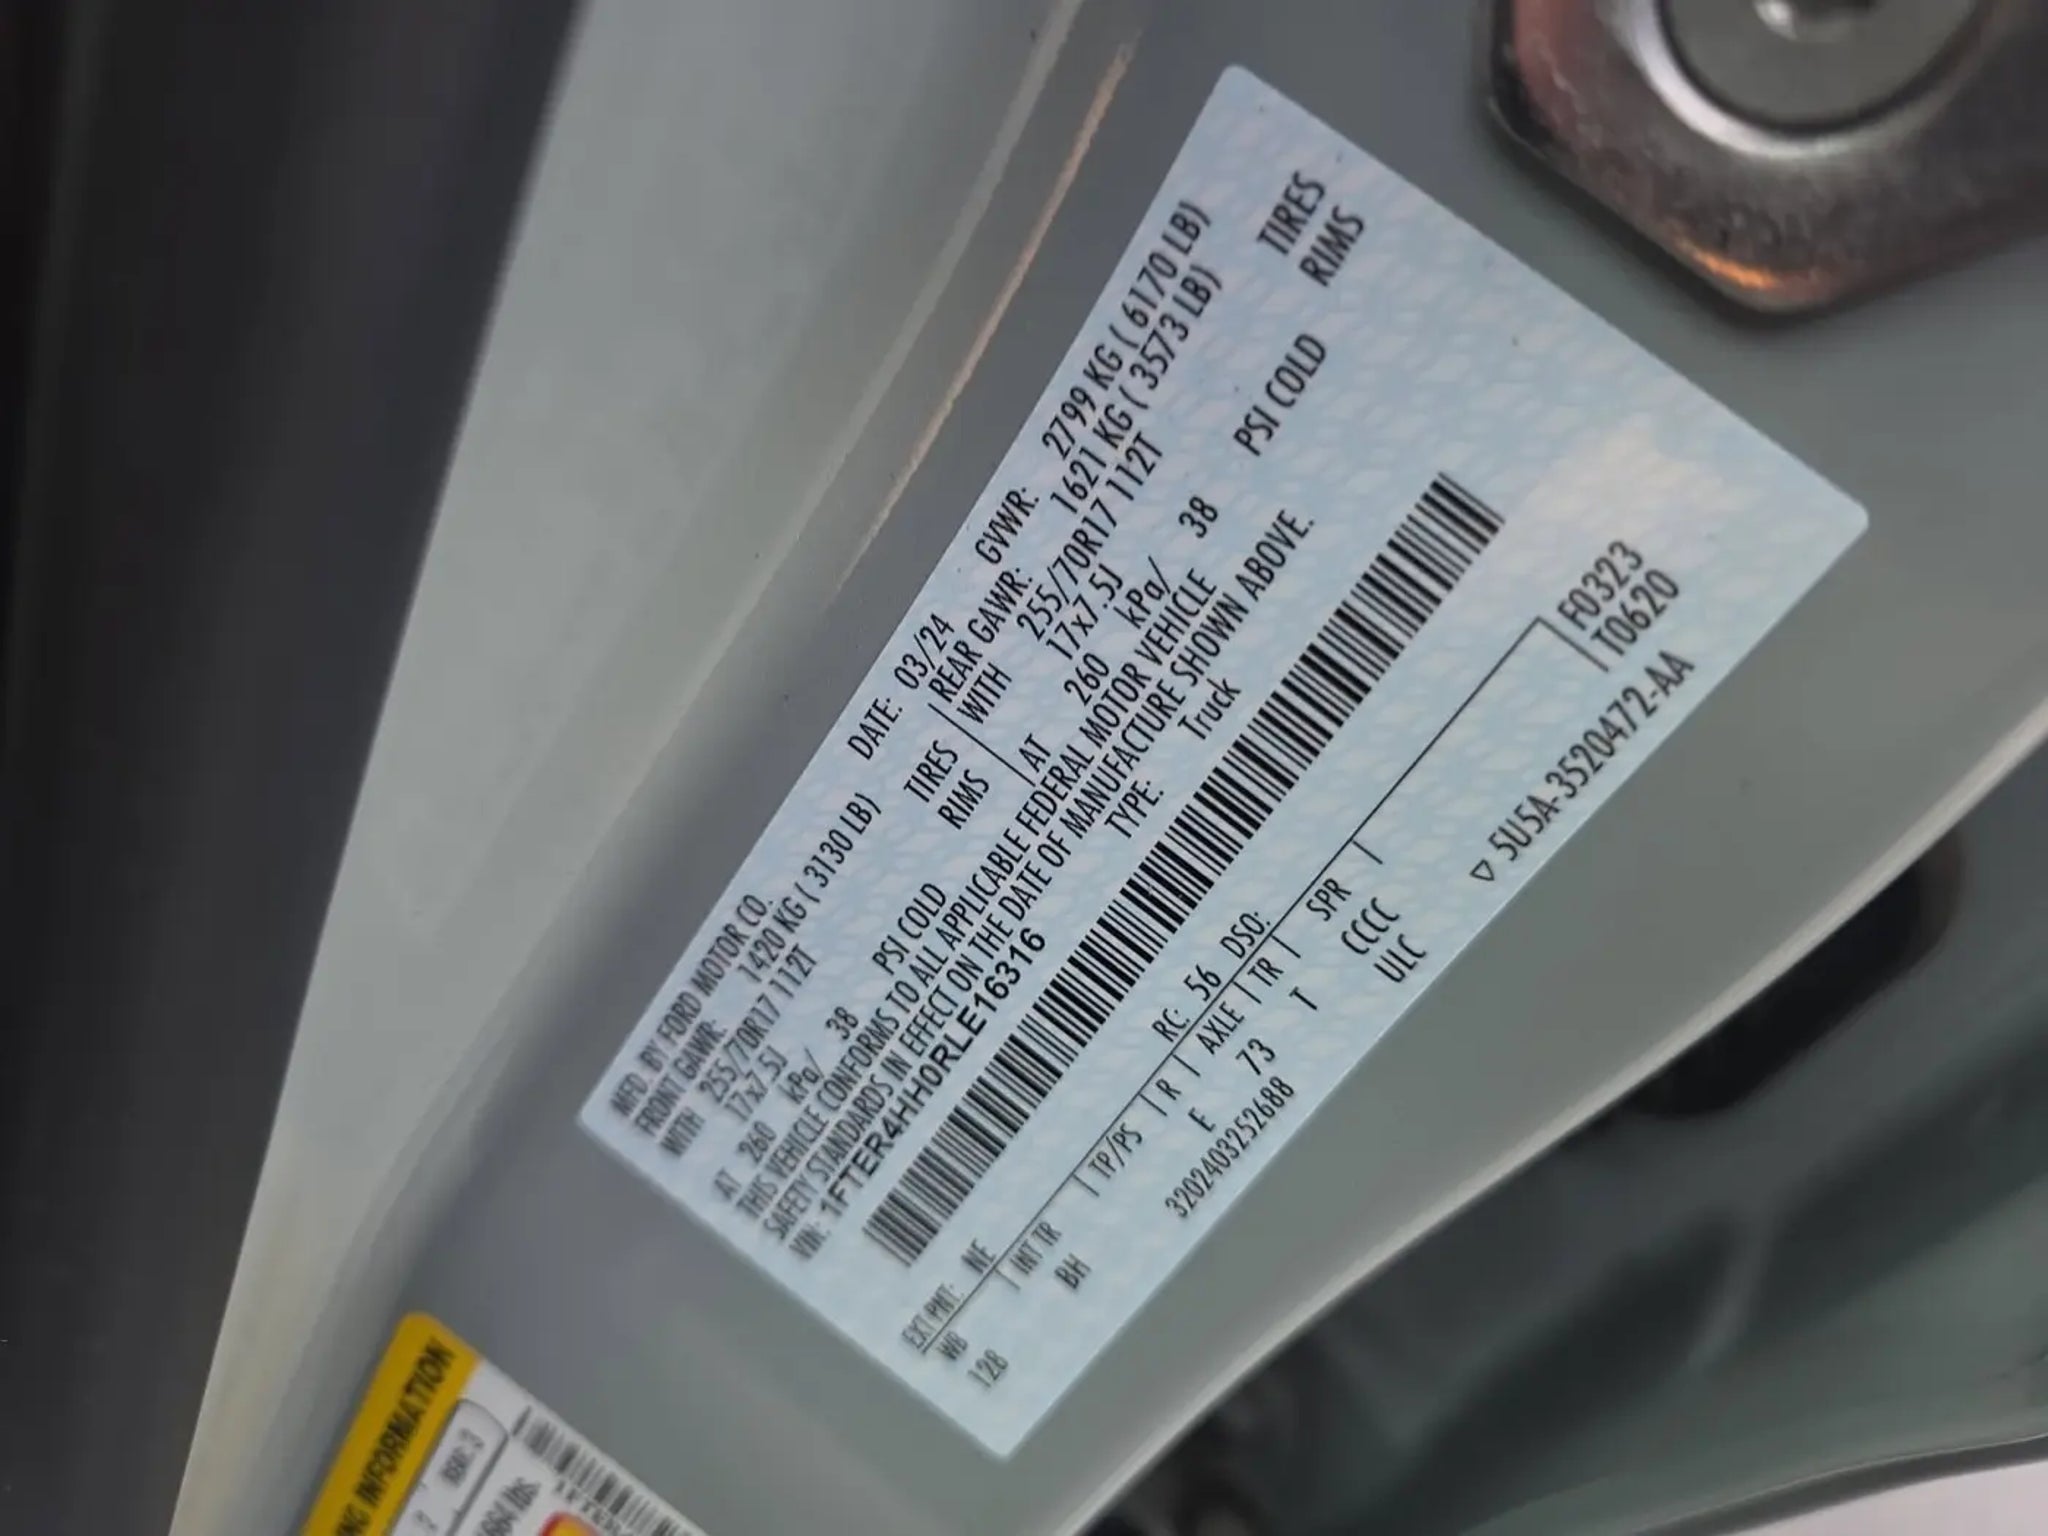 MFD. BY FORD MOTOR CO. DATE: 03/24 GVWR: 2799 KG ( 6170 LB)
FRONT GAWR: 1420 KG ( 3130 LB) REAR GAWR: 1621 KG ( 3573 LB)
WITH 255/70R17 112T TIRES WITH 255/70R17 112T TIRES
17x7.5J RIMS 17x7.5J RIMS
AT 260 kPa/ 38 PSI COLD AT 260 kPa/ 38 PSI COLD
THIS VEHICLE CONFORMS TO ALL APPLICABLE FEDERAL MOTOR VEHICLE
SAFETY STANDARDS IN EFFECT ON THE DATE OF MANUFACTURE SHOWN ABOVE.
VIN: 1FTER4HH0RLE16316 TYPE: Truck
EXT PNT: NE RC: 56 DSO: F0323
WB INT TR TP/PS R AXLE TR SPR T0620
128 BH E 73 T CCCC
ULC
3202403252688 ▽ 5U5A-3520472-AA
INFORMATION